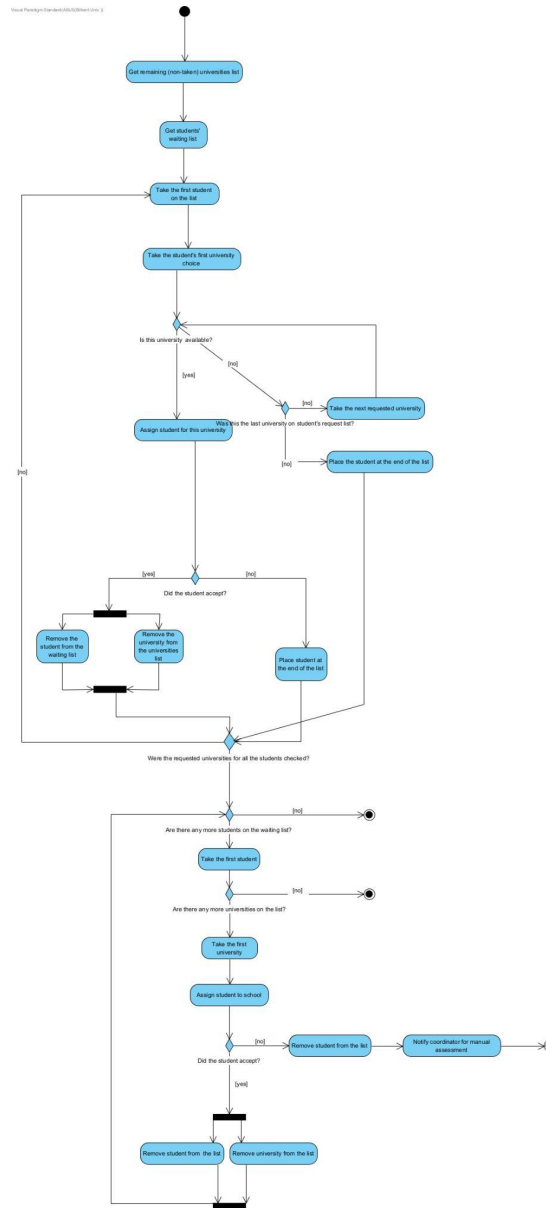 Get remaining (non-taken) universities list
Get students'
waiting list
Take the first student
on the list
Take the student's first university
choice
Is this university available?
[no]
[yes]
[no]
Take the next requested university
Was this the last university on student's request list?
Assign student for this university
[no]
Place the student at the end of the list
[no]
[yes]
[no]
Did the student accept?
Remove the
student from the
waiting list
Remove the
university from
the universities
list
Place student at
the end of the list
Were the requested universities for all the students checked?
[no]
Are there any more students on the waiting list?
Take the first student
[no]
Are there any more universities on the list?
Take the first
university
Assign student to school
[no]
Remove student from the list
Notify coordinator for manual
assessment
Did the student accept?
[yes]
Remove student from the list
Remove university from the list